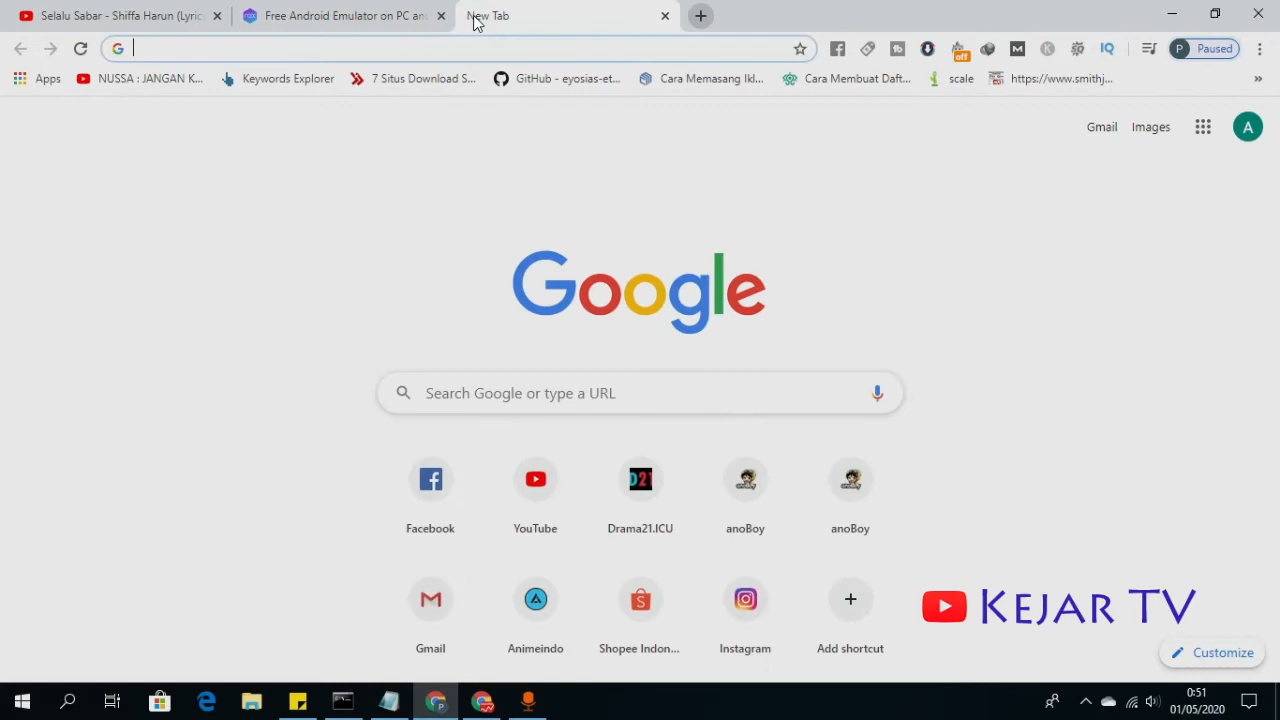 Selalu Sabar - Shiffa Harun (Lyric
Free Android Emulator on PC and
New Tab
Paused
Apps
NUSSA : JANGAN K...
Keywords Explorer
7 Situs Download S...
GitHub - eyosias-et...
Cara Memasang Ikl...
Cara Membuat Daft...
scale
https://www.smithj...
Gmail
Images
A
Google
Search Google or type a URL
Facebook
YouTube
Drama21.ICU
anoBoy
anoBoy
Gmail
Animeindo
Shopee Indon...
Instagram
Add shortcut
KEJAR TV
Customize
0:51
01/05/2020